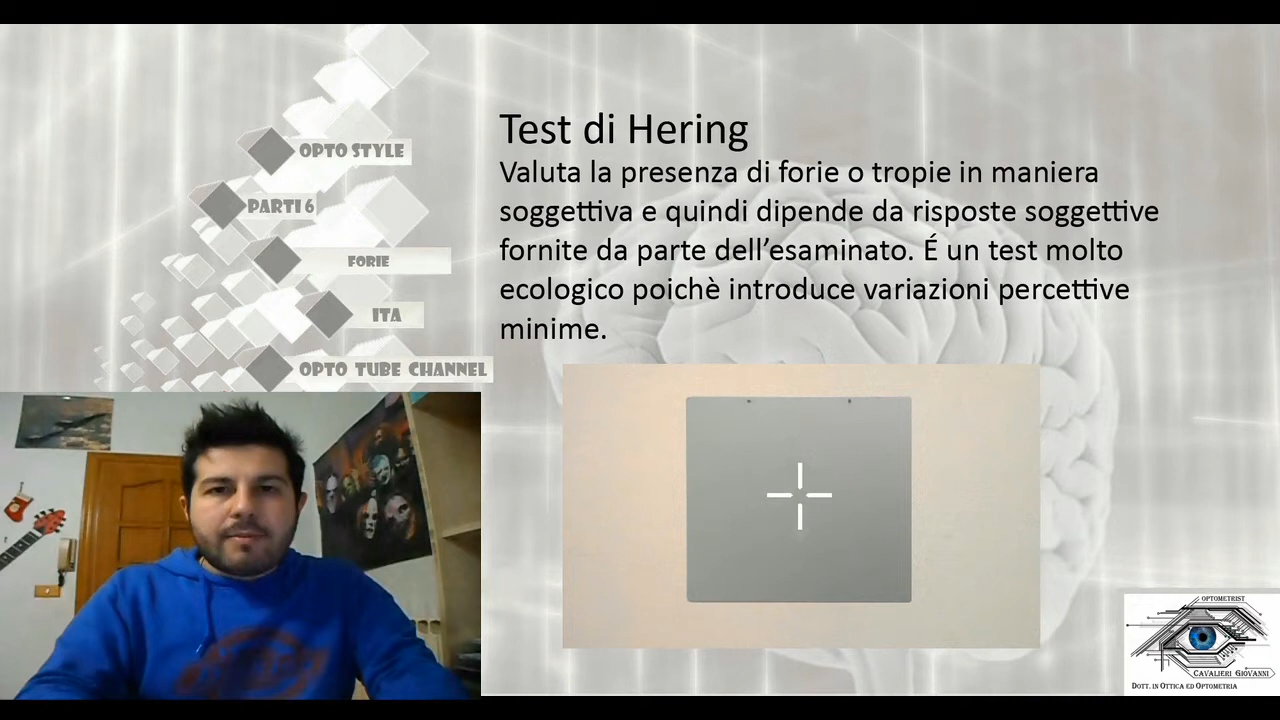 OPTO STYLE
PARTI 6
FORIE
ITA
OPTO TUBE CHANNEL
Test di Hering
Valuta la presenza di forie o tropie in maniera
soggettiva e quindi dipende da risposte soggettive
fornite da parte dell’esaminato. É un test molto
ecologico poichè introduce variazioni percettive
minime.
OPTOMETRIST
CAVALIERI GIOVANNI
DOTT. IN OTTICA ED OPTOMETRIA